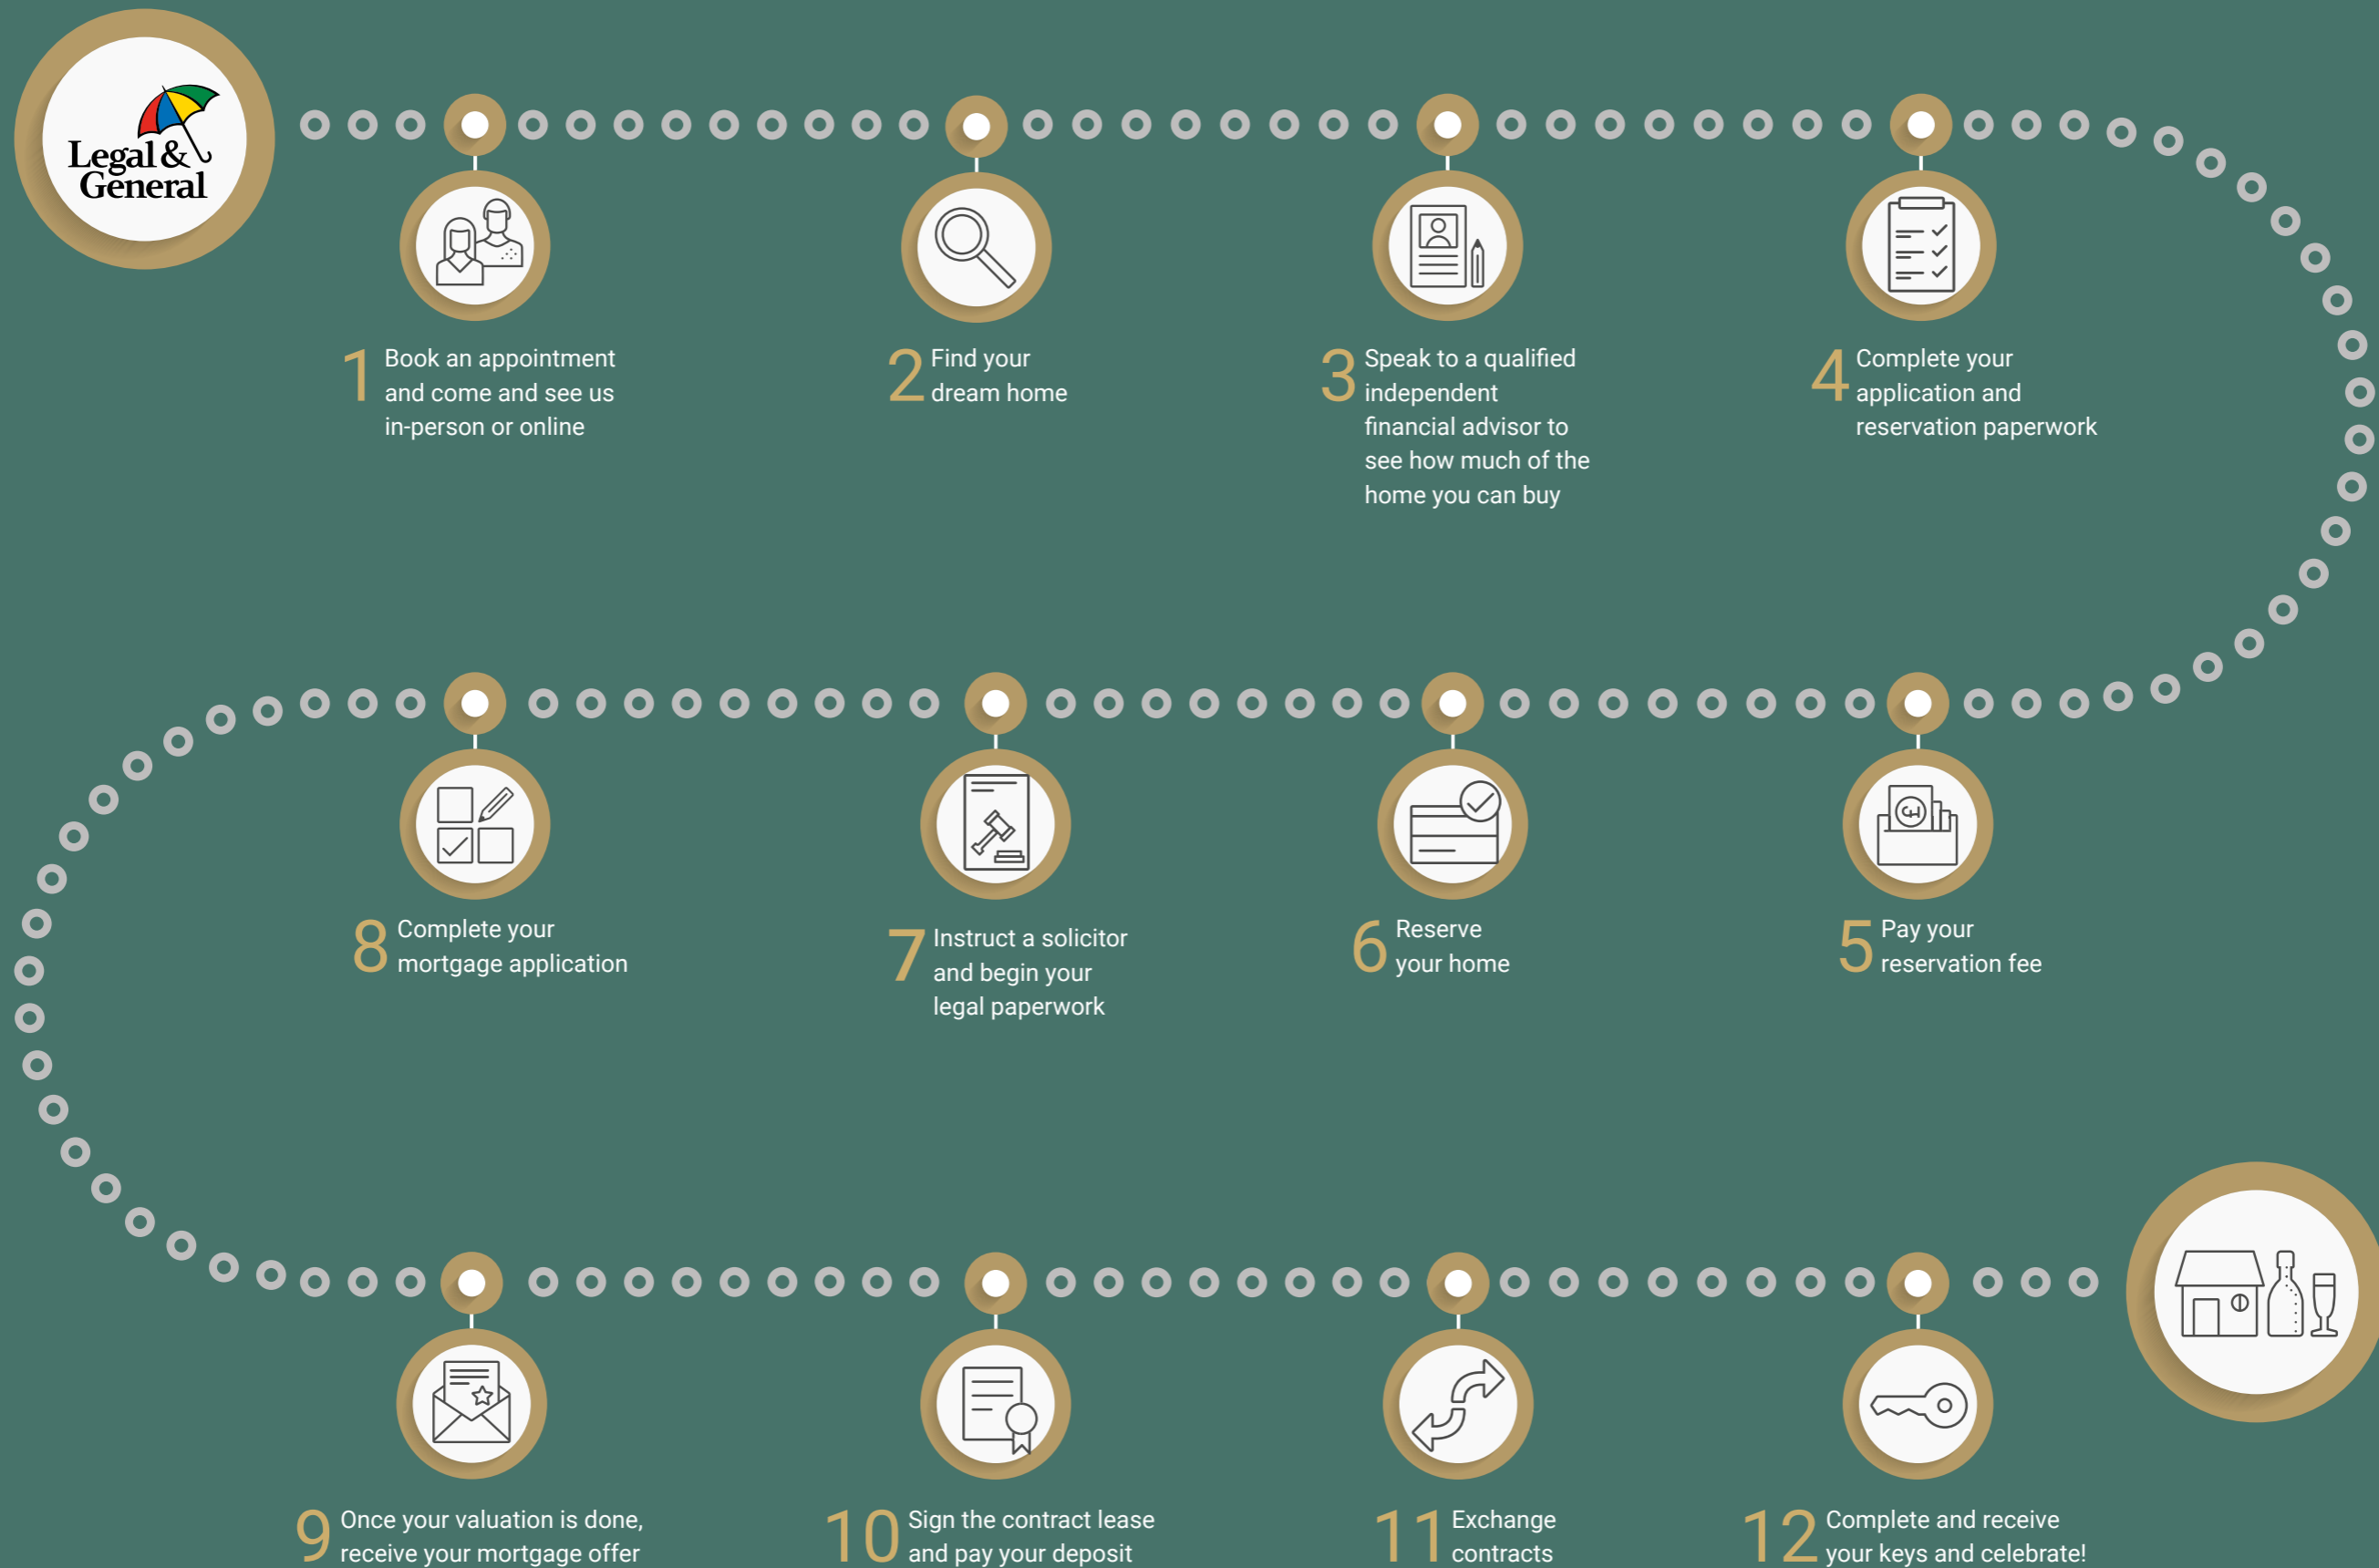 Legal &
General
1 Book an appointment
and come and see us
in-person or online
2 Find your
dream home
3 Speak to a qualified
independent
financial advisor to
see how much of the
home you can buy
4 Complete your
application and
reservation paperwork
5 Pay your
reservation fee
6 Reserve
your home
7 Instruct a solicitor
and begin your
legal paperwork
8 Complete your
mortgage application
9 Once your valuation is done,
receive your mortgage offer
10 Sign the contract lease
and pay your deposit
11 Exchange
contracts
12 Complete and receive
your keys and celebrate!